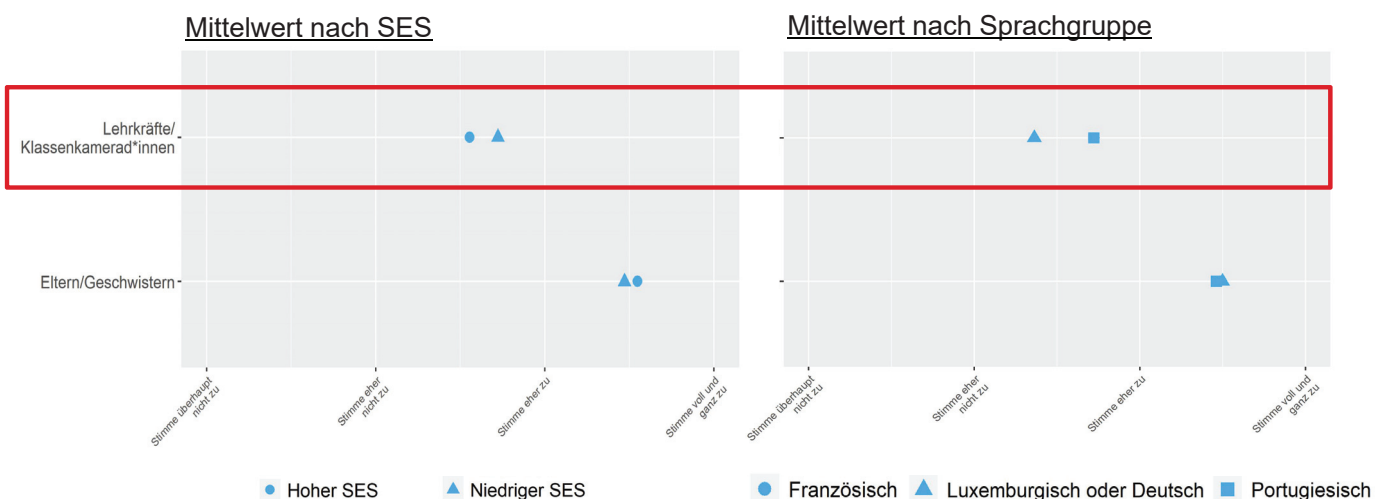 Mittelwert nach SES
Mittelwert nach Sprachgruppe
Lehrkräfte/
Klassenkamerad*innen
Eltern/Geschwistern
Stimme überhaupt
nicht zu
Stimme eher
nicht zu
Stimme eher zu
Stimme voll und
ganz zu
Stimme überhaupt
nicht zu
Stimme eher
nicht zu
Stimme eher zu
Stimme voll und
ganz zu
Hoher SES
Niedriger SES
Französisch
Luxemburgisch oder Deutsch
Portugiesisch